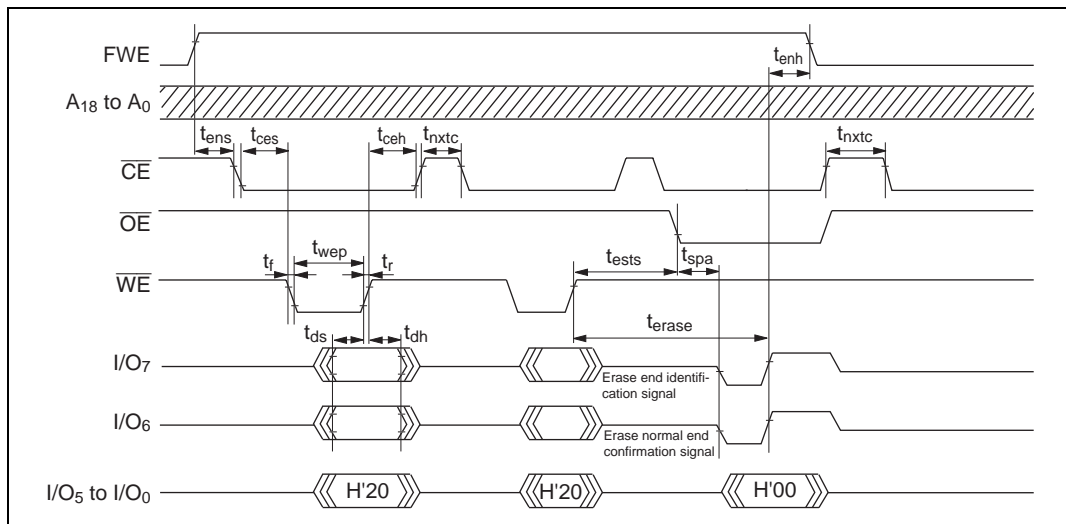 FWE
tenh
A18 to A0
tens
tces
tceh
tnxtc
tnxtc
CE
OE
twep
tests
tspa
tf
tr
WE
terase
tds
tdh
I/O7
Erase end identifi-
cation signal
I/O6
Erase normal end
confirmation signal
I/O5 to I/O0
H'20
H'20
H'00